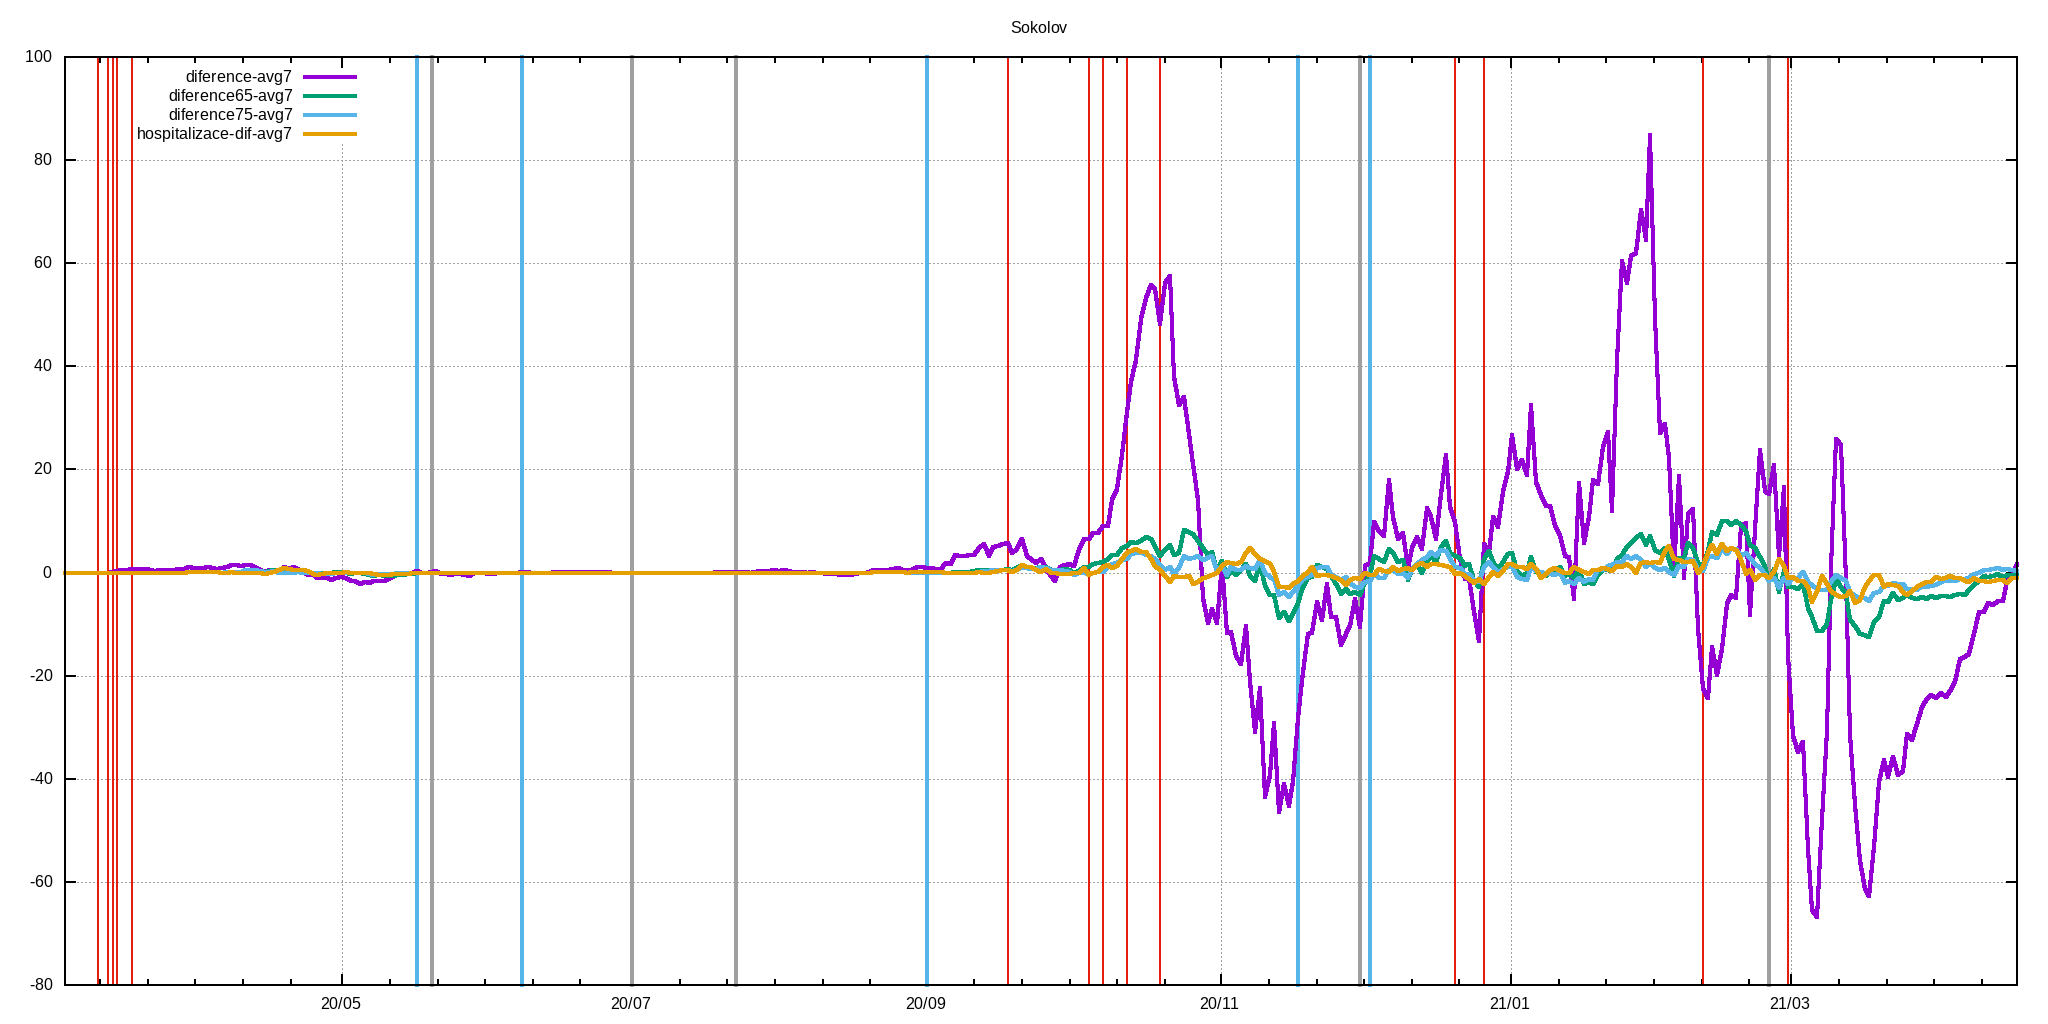 Sokolov
100
80
60
40
20
0
-20
-40
-60
-80
diference-avg7
diference65-avg7
diference75-avg7
hospitalizace-dif-avg7
20/05 20/07 20/09 20/11 21/01 21/03